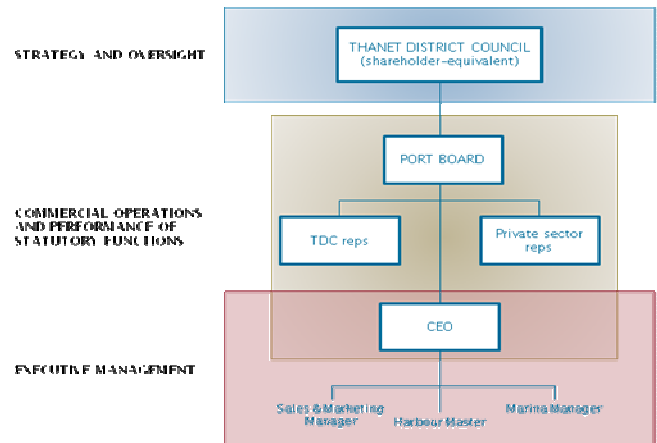 STRATEGY AND OVERSIGHT
THANET DISTRICT COUNCIL
(shareholder-equivalent)
PORT BOARD
COMMERCIAL OPERATIONS
AND PERFORMANCE OF
STATUTORY FUNCTIONS
TDC reps
Private sector
reps
CEO
EXECUTIVE MANAGEMENT
Sales & Marketing
Manager
Harbour Master
Marina Manager